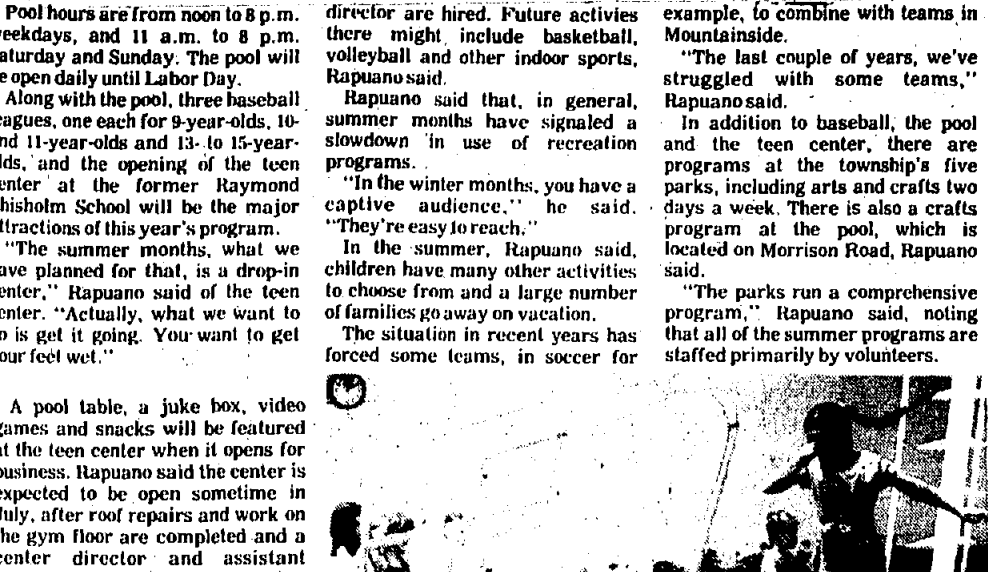 Pool hours are from noon to 8 p.m.
weekdays, and 11 a.m. to 8 p.m.
aturday and Sunday. The pool will
e open daily until Labor Day.
Along with the pool, three baseball
eagues, one each for 9-year-olds, 10-
nd 11-year-olds and 13- to 15-year-
lds, and the opening of the teen
enter at the former Raymond
hisholm School will be the major
ttractions of this year's program.
"The summer months, what we
ave planned for that, is a drop-in
enter," Rapuano said of the teen
enter. "Actually, what we want to
o is get it going. You want to get
our feet wet."
A pool table, a juke box, video
games and snacks will be featured
at the teen center when it opens for
business. Rapuano said the center is
expected to be open sometime in
July, after roof repairs and work on
the gym floor are completed and a
center director and assistant
director are hired. Future activies
there might include basketball,
volleyball and other indoor sports,
Rapuano said.
Rapuano said that, in general,
summer months have signaled a
slowdown in use of recreation
programs.
"In the winter months, you have a
captive audience," he said.
"They're easy to reach."
In the summer, Rapuano said,
children have many other activities
to choose from and a large number
of families go away on vacation.
The situation in recent years has
forced some teams, in soccer for
example, to combine with teams in
Mountainside.
"The last couple of years, we've
struggled with some teams,"
Rapuano said.
In addition to baseball, the pool
and the teen center, there are
programs at the township's five
parks, including arts and crafts two
days a week. There is also a crafts
program at the pool, which is
located on Morrison Road, Rapuano
said.
"The parks run a comprehensive
program," Rapuano said, noting
that all of the summer programs are
staffed primarily by volunteers.